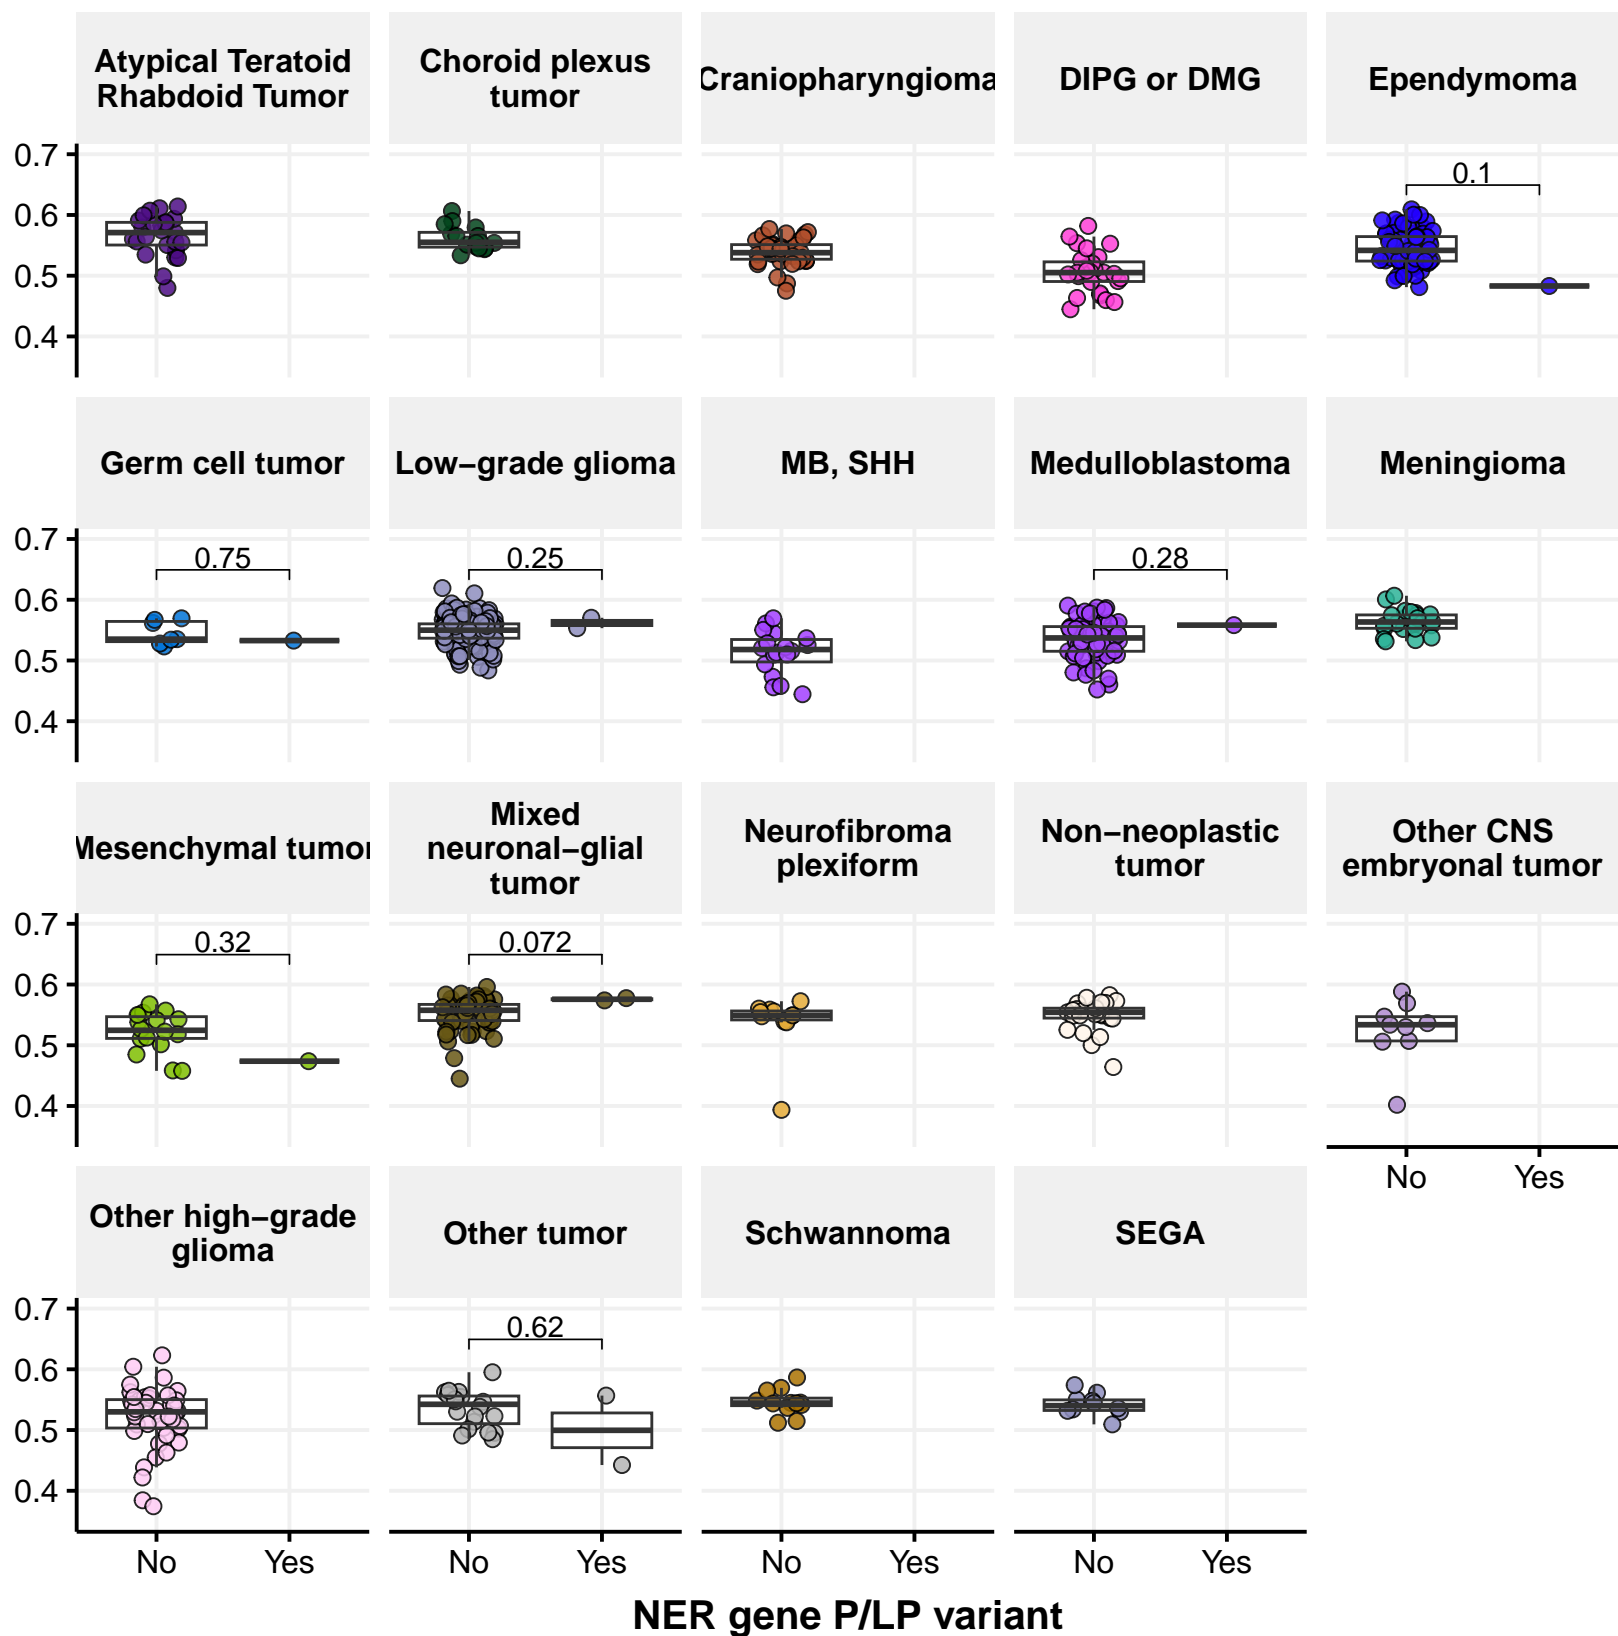 Atypical Teratoid
Rhabdoid Tumor
Choroid plexus
tumor
Craniopharyngioma
DIPG or DMG
Ependymoma
0.7
0.6
0.5
0.4
0.1
Germ cell tumor
Low−grade glioma
MB, SHH
Medulloblastoma
Meningioma
0.7
0.6
0.5
0.4
0.75
0.25
0.28
Mesenchymal tumor
Mixed
neuronal−glial
tumor
Neurofibroma
plexiform
Non−neoplastic
tumor
Other CNS
embryonal tumor
0.7
0.6
0.5
0.4
0.32
0.072
No Yes
Other high−grade
glioma
Other tumor
Schwannoma
SEGA
0.7
0.6
0.5
0.4
0.62
No Yes No Yes No Yes No Yes
NER gene P/LP variant